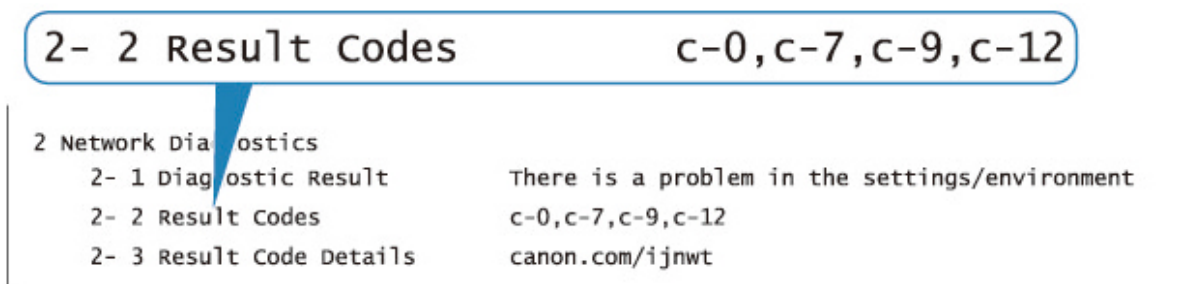 2- 2 Result Codes c-0,c-7,c-9,c-12
2 Network Dia ostics
2- 1 Diag ostic Result There is a problem in the settings/environment
2- 2 Result Codes c-0,c-7,c-9,c-12
2- 3 Result Code Details canon.com/ijnwt